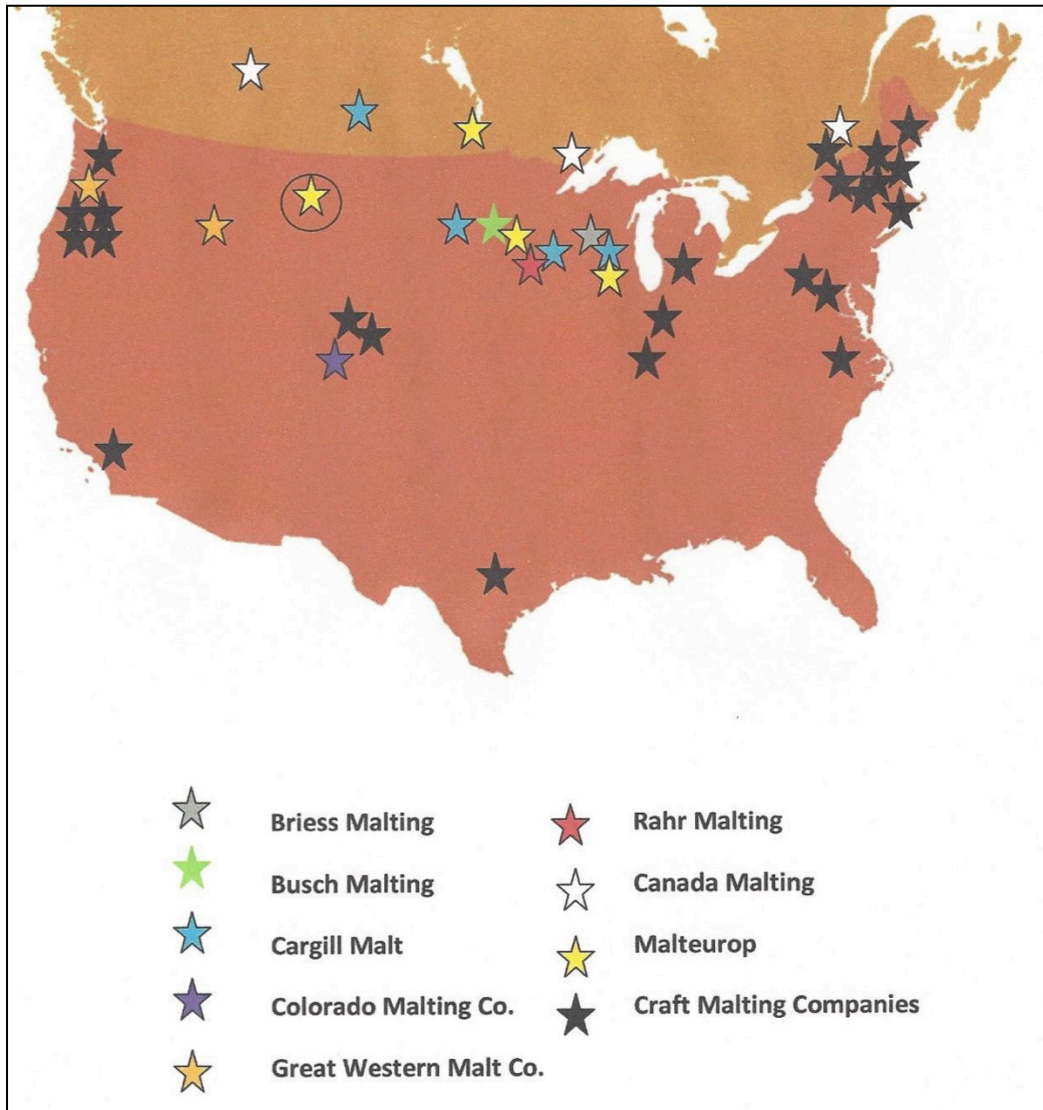 Briess Malting
Busch Malting
Cargill Malt
Colorado Malting Co.
Great Western Malt Co.
Rahr Malting
Canada Malting
Malteurop
Craft Malting Companies